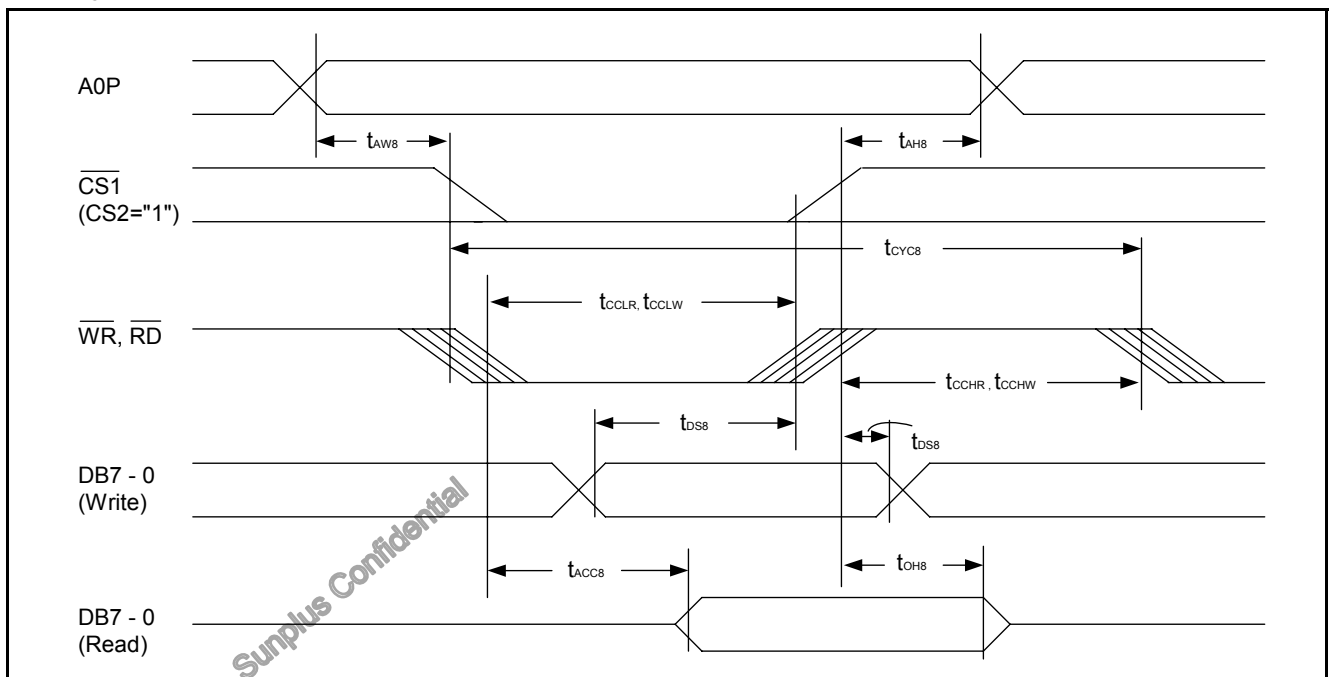 A0P
tAW8
tAH8
CS1
(CS2="1")
tCYC8
tCCLR, tCCLW
WR, RD
tCCHR , tCCHW
tDS8
tDS8
DB7 - 0
(Write)
tACC8
tOH8
DB7 - 0
(Read)
Sunplus Confidential